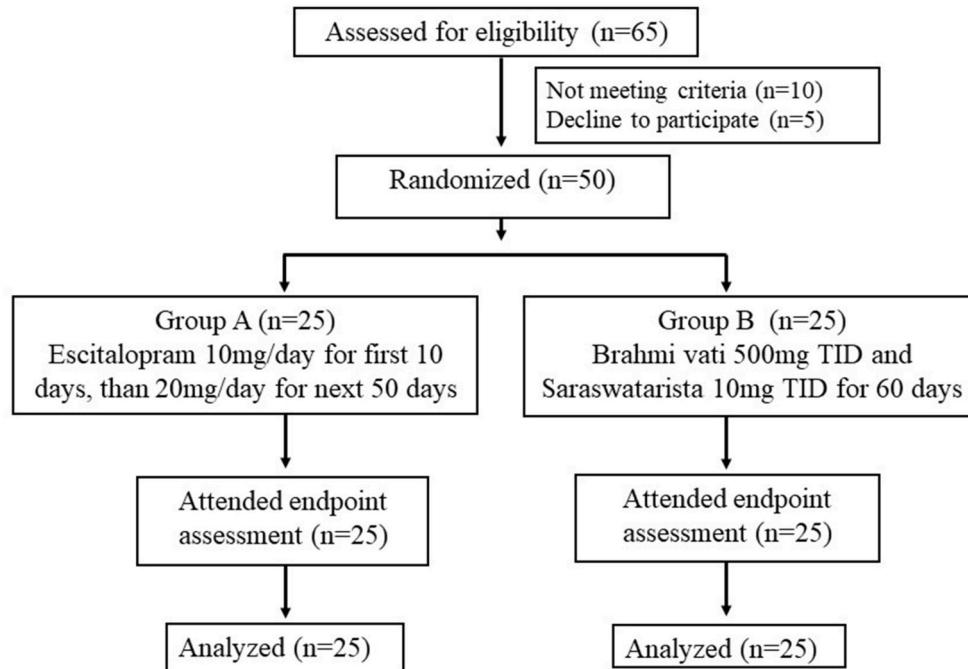 Assessed for eligibility (n=65)
Not meeting criteria (n=10)
Decline to participate (n=5)
Randomized (n=50)
Group A (n=25)
Escitalopram 10mg/day for first 10
days, than 20mg/day for next 50 days
Group B (n=25)
Brahmi vati 500mg TID and
Saraswatarista 10mg TID for 60 days
Attended endpoint
assessment (n=25)
Attended endpoint
assessment (n=25)
Analyzed (n=25)
Analyzed (n=25)